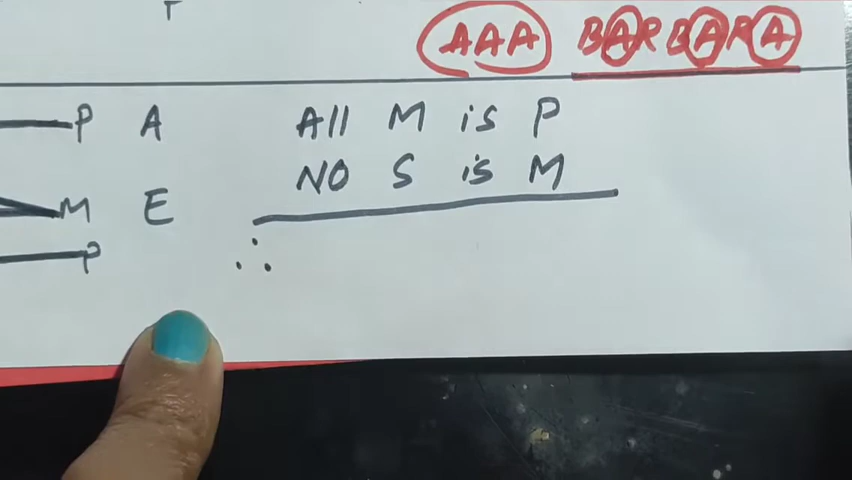 T
AAA BARBARA
P A All M is P
M E NO S is M
P ∴